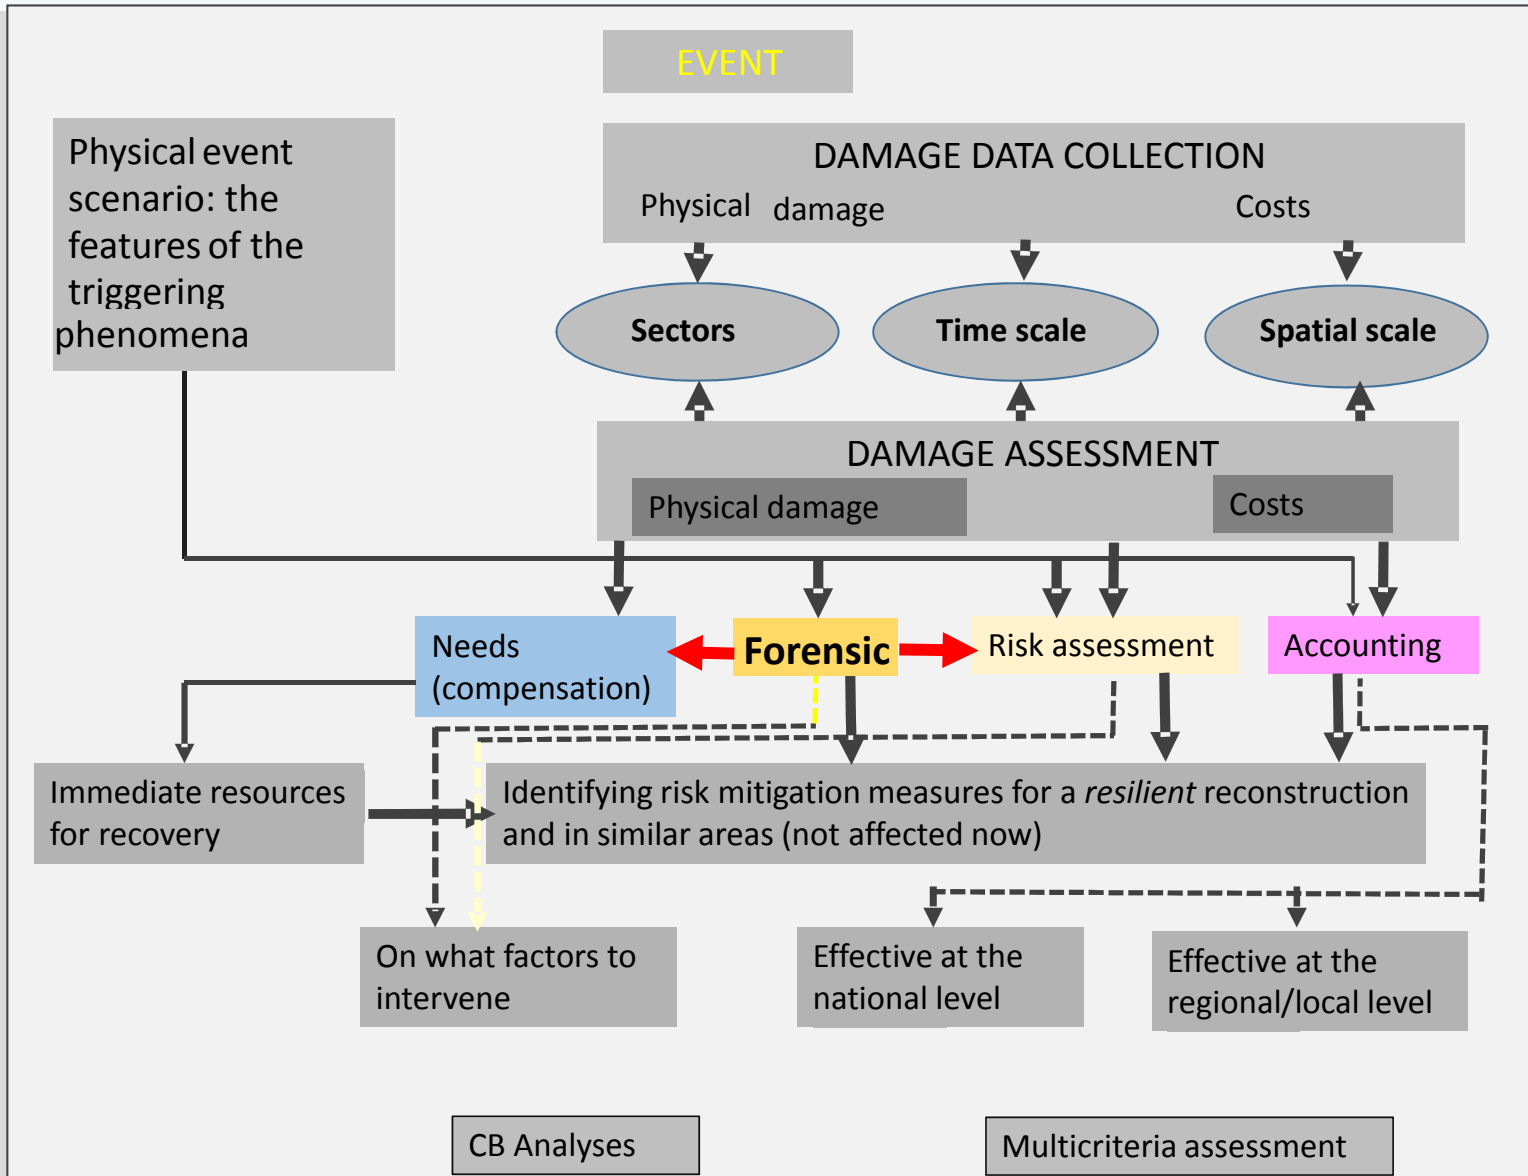 EVENT
Physical event
scenario: the
features of the
triggering
phenomena
DAMAGE DATA COLLECTION
Physical damage
Costs
Sectors
Time scale
Spatial scale
DAMAGE ASSESSMENT
Physical damage
Costs
Needs
(compensation)
Forensic
Risk assessment
Accounting
Immediate resources
for recovery
Identifying risk mitigation measures for a resilient reconstruction
and in similar areas (not affected now)
On what factors to
intervene
Effective at the
national level
Effective at the
regional/local level
CB Analyses
Multicriteria assessment